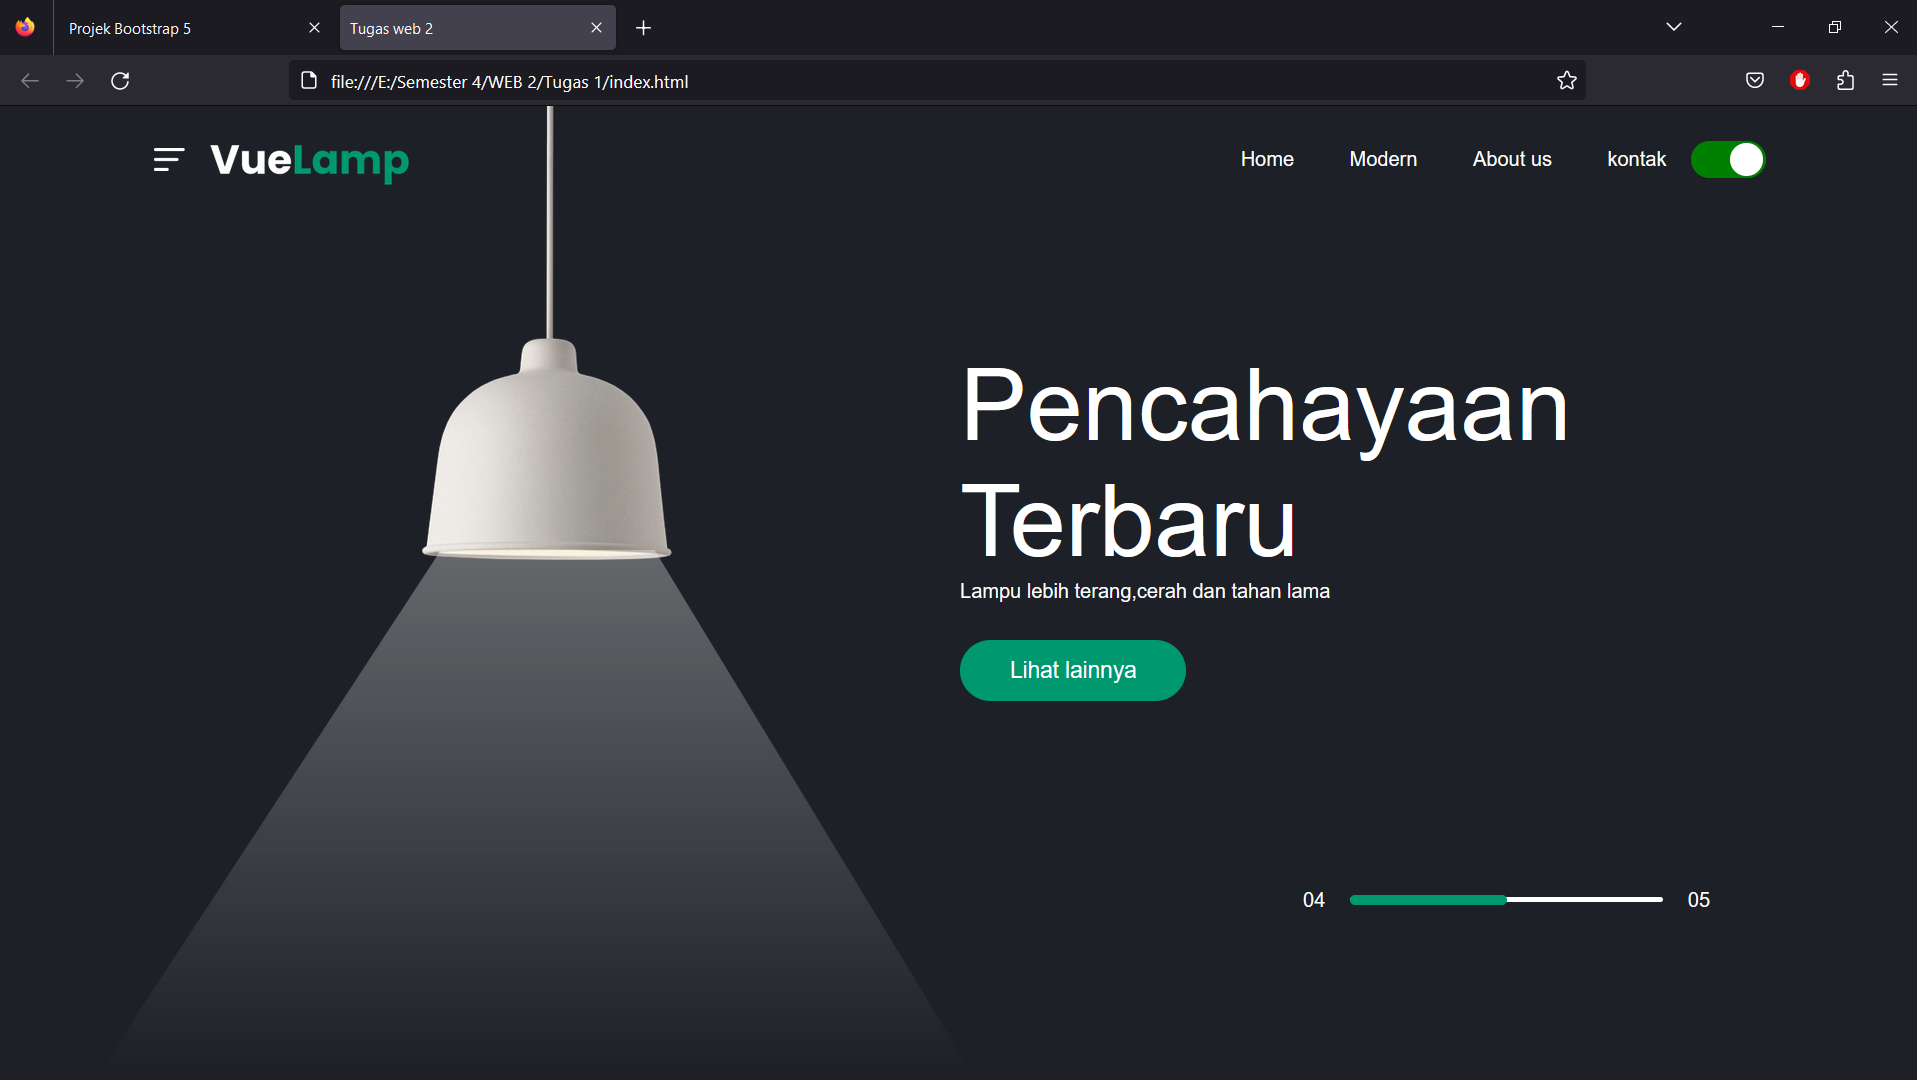 Projek Bootstrap 5
Tugas web 2
file:///E:/Semester 4/WEB 2/Tugas 1/index.html
VueLamp
Home
Modern
About us
kontak
Pencahayaan
Terbaru
Lampu lebih terang,cerah dan tahan lama
Lihat lainnya
04
05